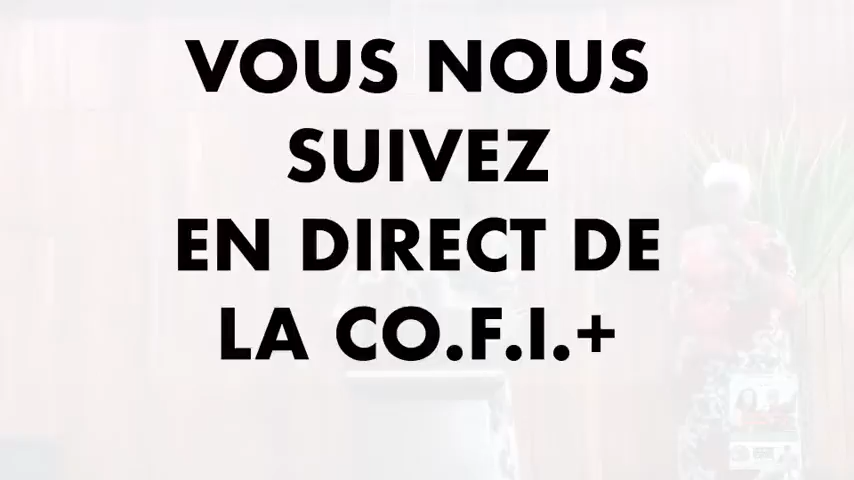 VOUS NOUS
SUIVEZ
EN DIRECT DE
LA CO.F.I.+